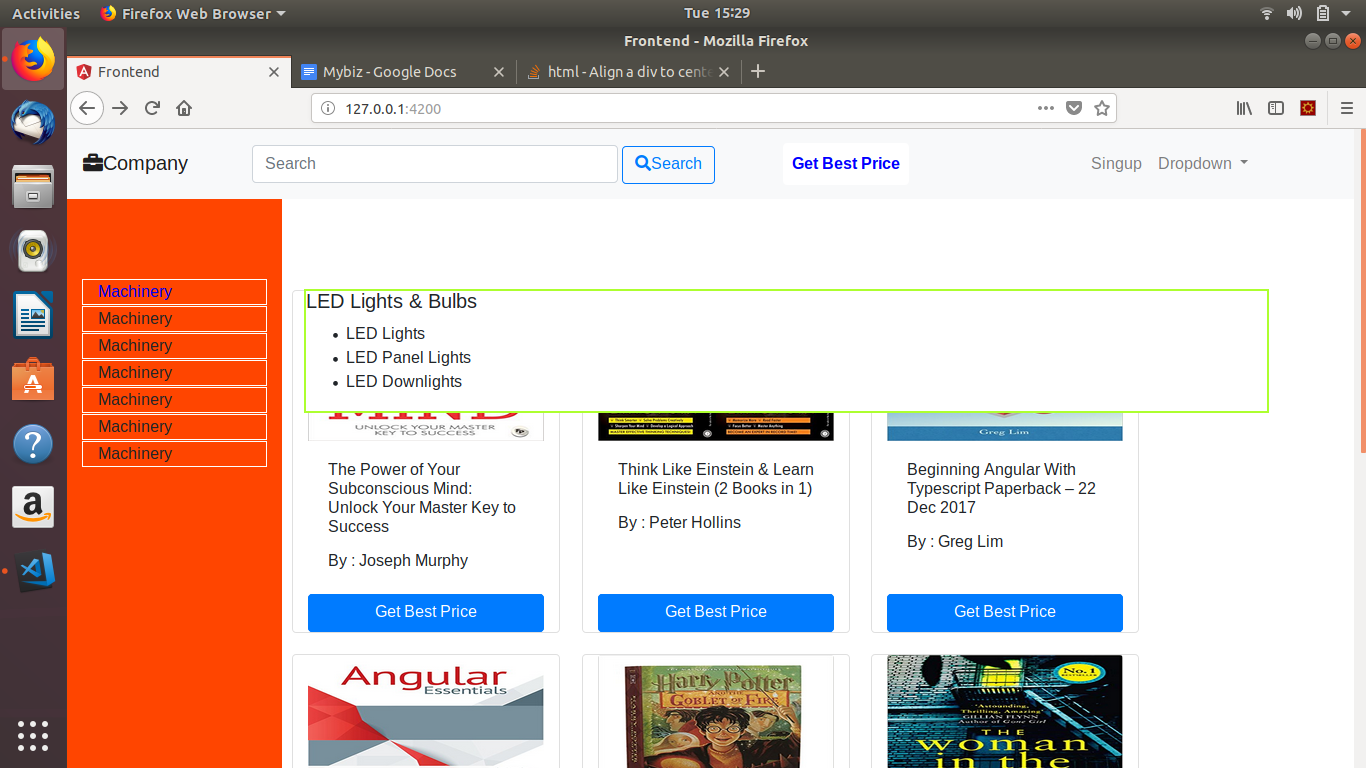 Activities Firefox Web Browser Tue 15:29
Frontend - Mozilla Firefox
Frontend Mybiz - Google Docs html - Align a div to cente
127.0.0.1:4200
Company Search Search Get Best Price Singup Dropdown
Machinery
Machinery
Machinery
Machinery
Machinery
Machinery
Machinery
LED Lights & Bulbs
LED Lights
LED Panel Lights
LED Downlights
MIND
UNLOCK YOUR MASTER
KEY TO SUCCESS
Greg Lim
The Power of Your
Subconscious Mind:
Unlock Your Master Key to
Success
By : Joseph Murphy
Get Best Price
Think Like Einstein & Learn
Like Einstein (2 Books in 1)
By : Peter Hollins
Get Best Price
Beginning Angular With
Typescript Paperback – 22
Dec 2017
By : Greg Lim
Get Best Price
Angular
Essentials
Harry Potter
AND THE
GOBLET OF FIRE
No.1
BESTSELLER
'Astounding,
Thrilling, Amazing'
GILLIAN FLYNN
Author of Gone Girl
THE
woman
in the